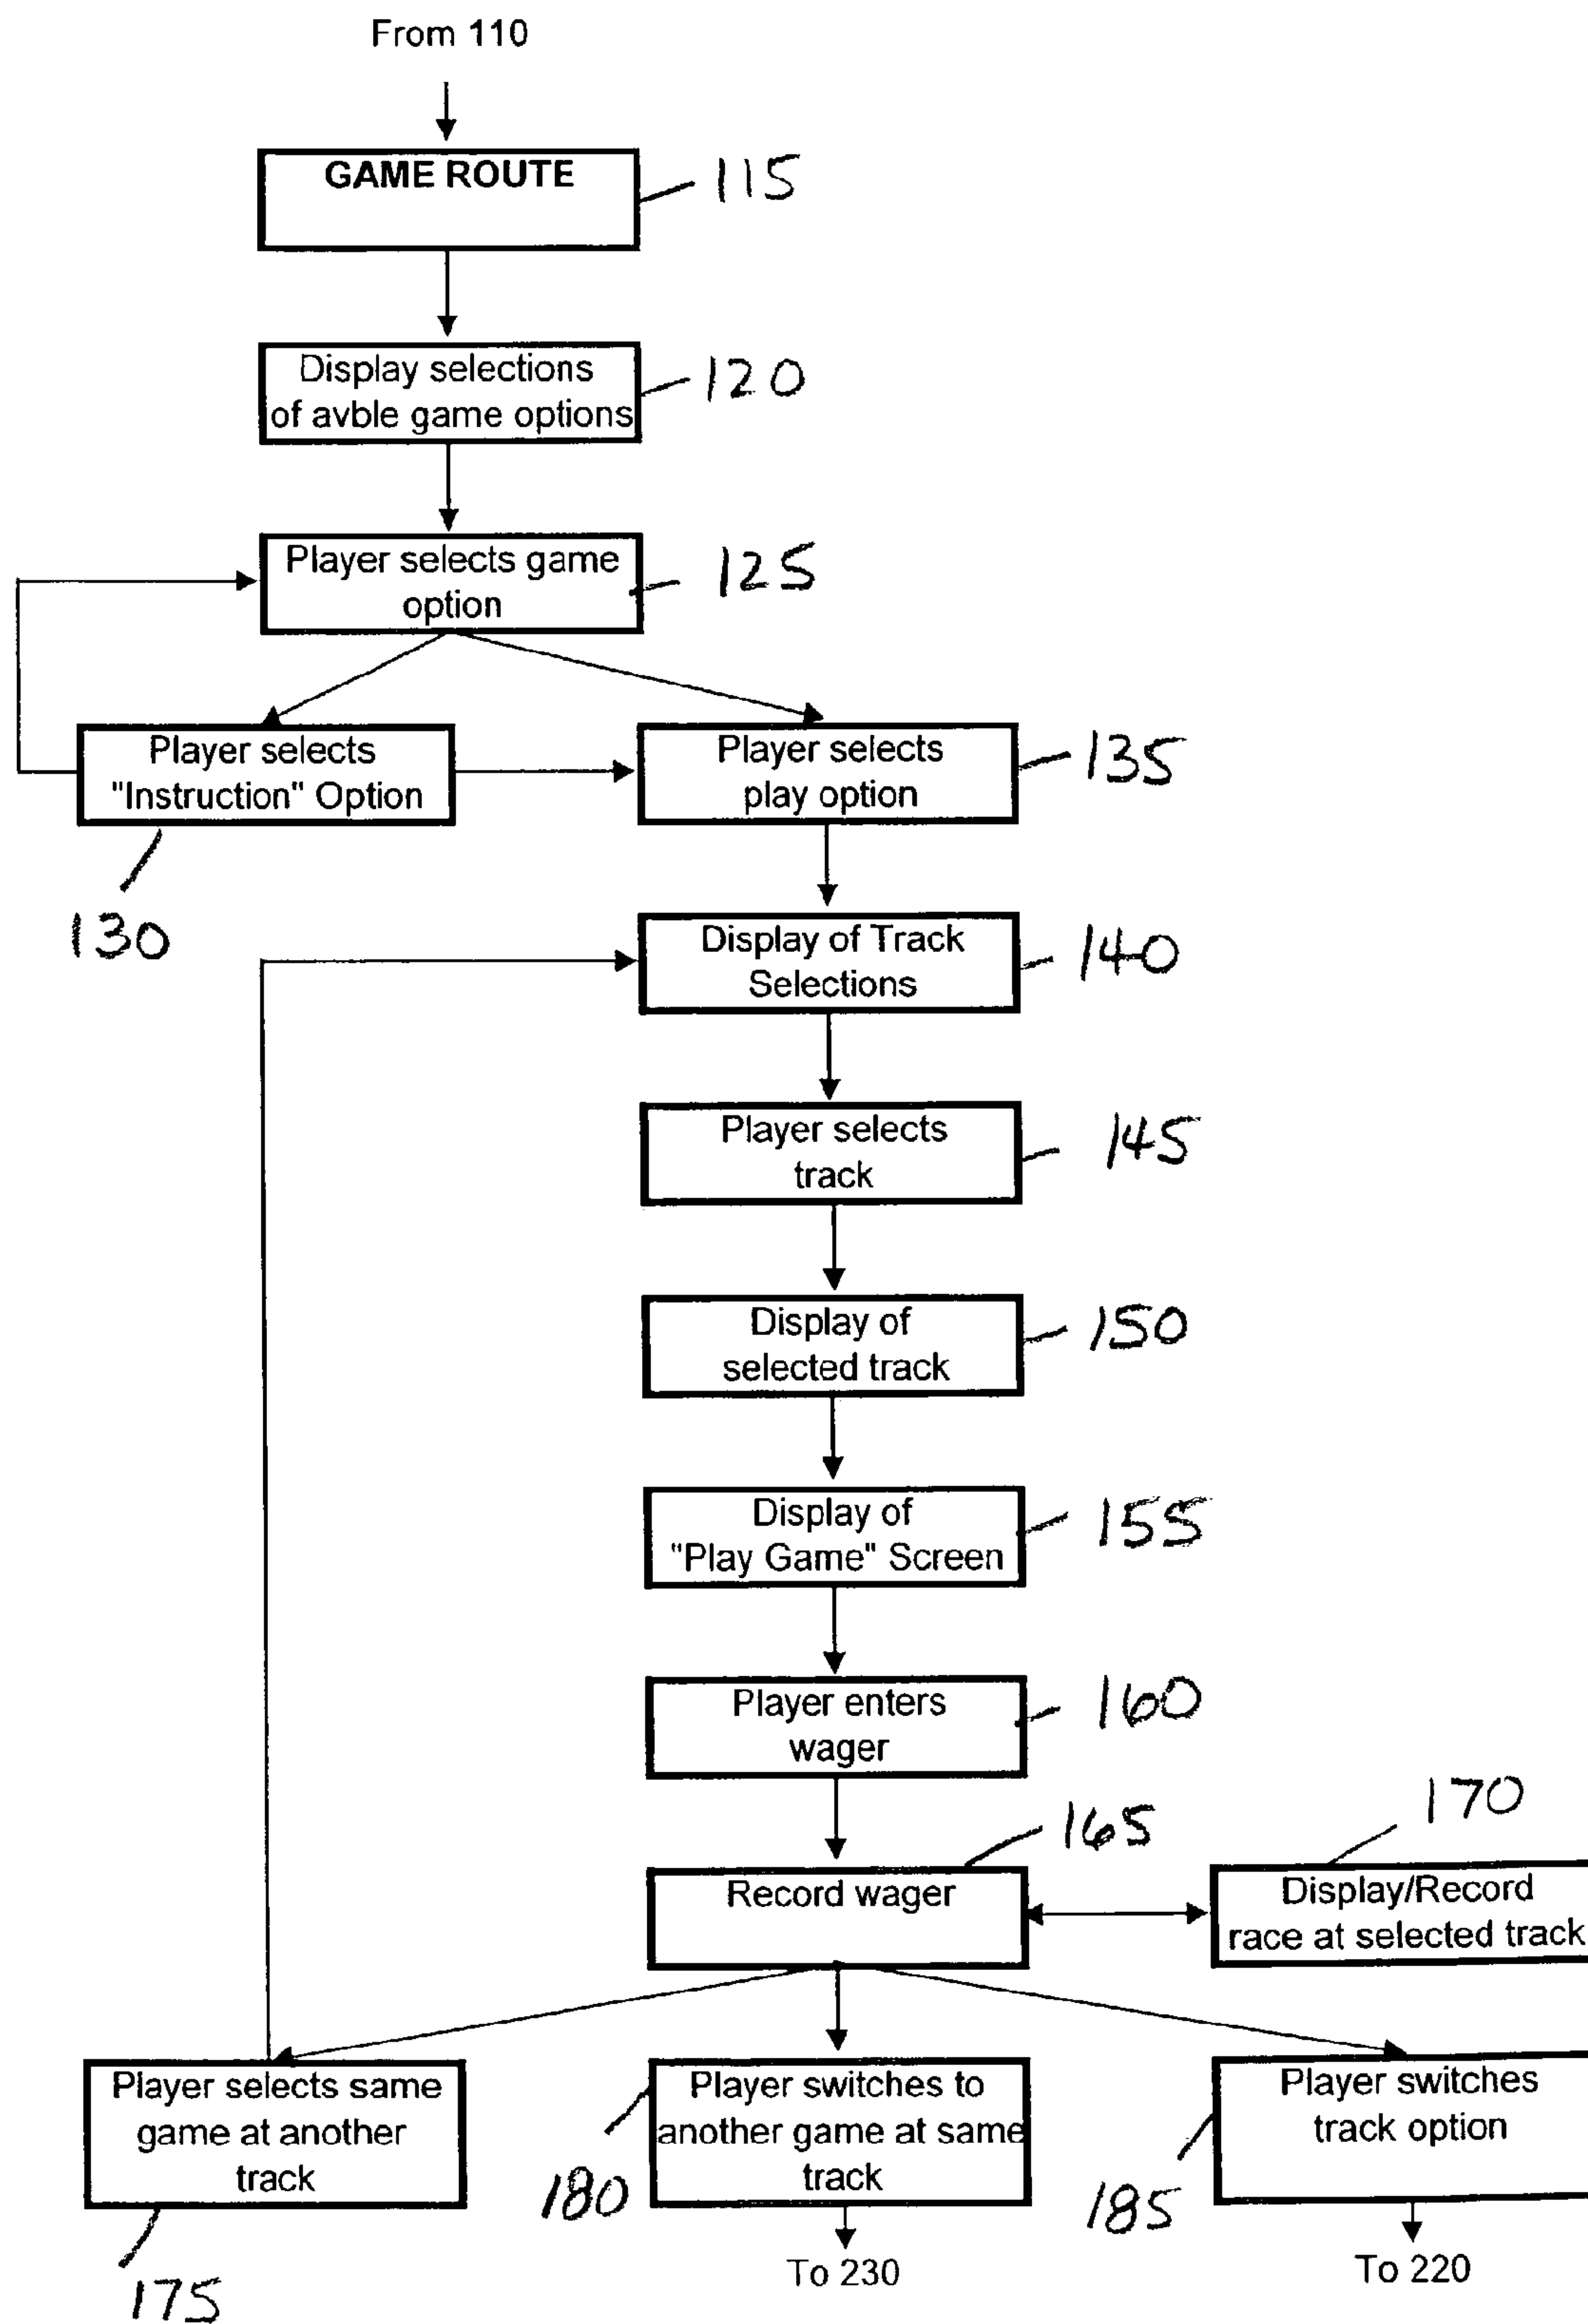 From 110
GAME ROUTE
115
Display selections
of avble game options
120
Player selects game
option
125
Player selects
"Instruction" Option
130
Player selects
play option
135
Display of Track
Selections
140
Player selects
track
145
Display of
selected track
150
Display of
"Play Game" Screen
155
Player enters
wager
160
Record wager
165
Display/Record
race at selected track
170
Player selects same
game at another
track
175
Player switches to
another game at same
track
180
To 230
Player switches
track option
185
To 220